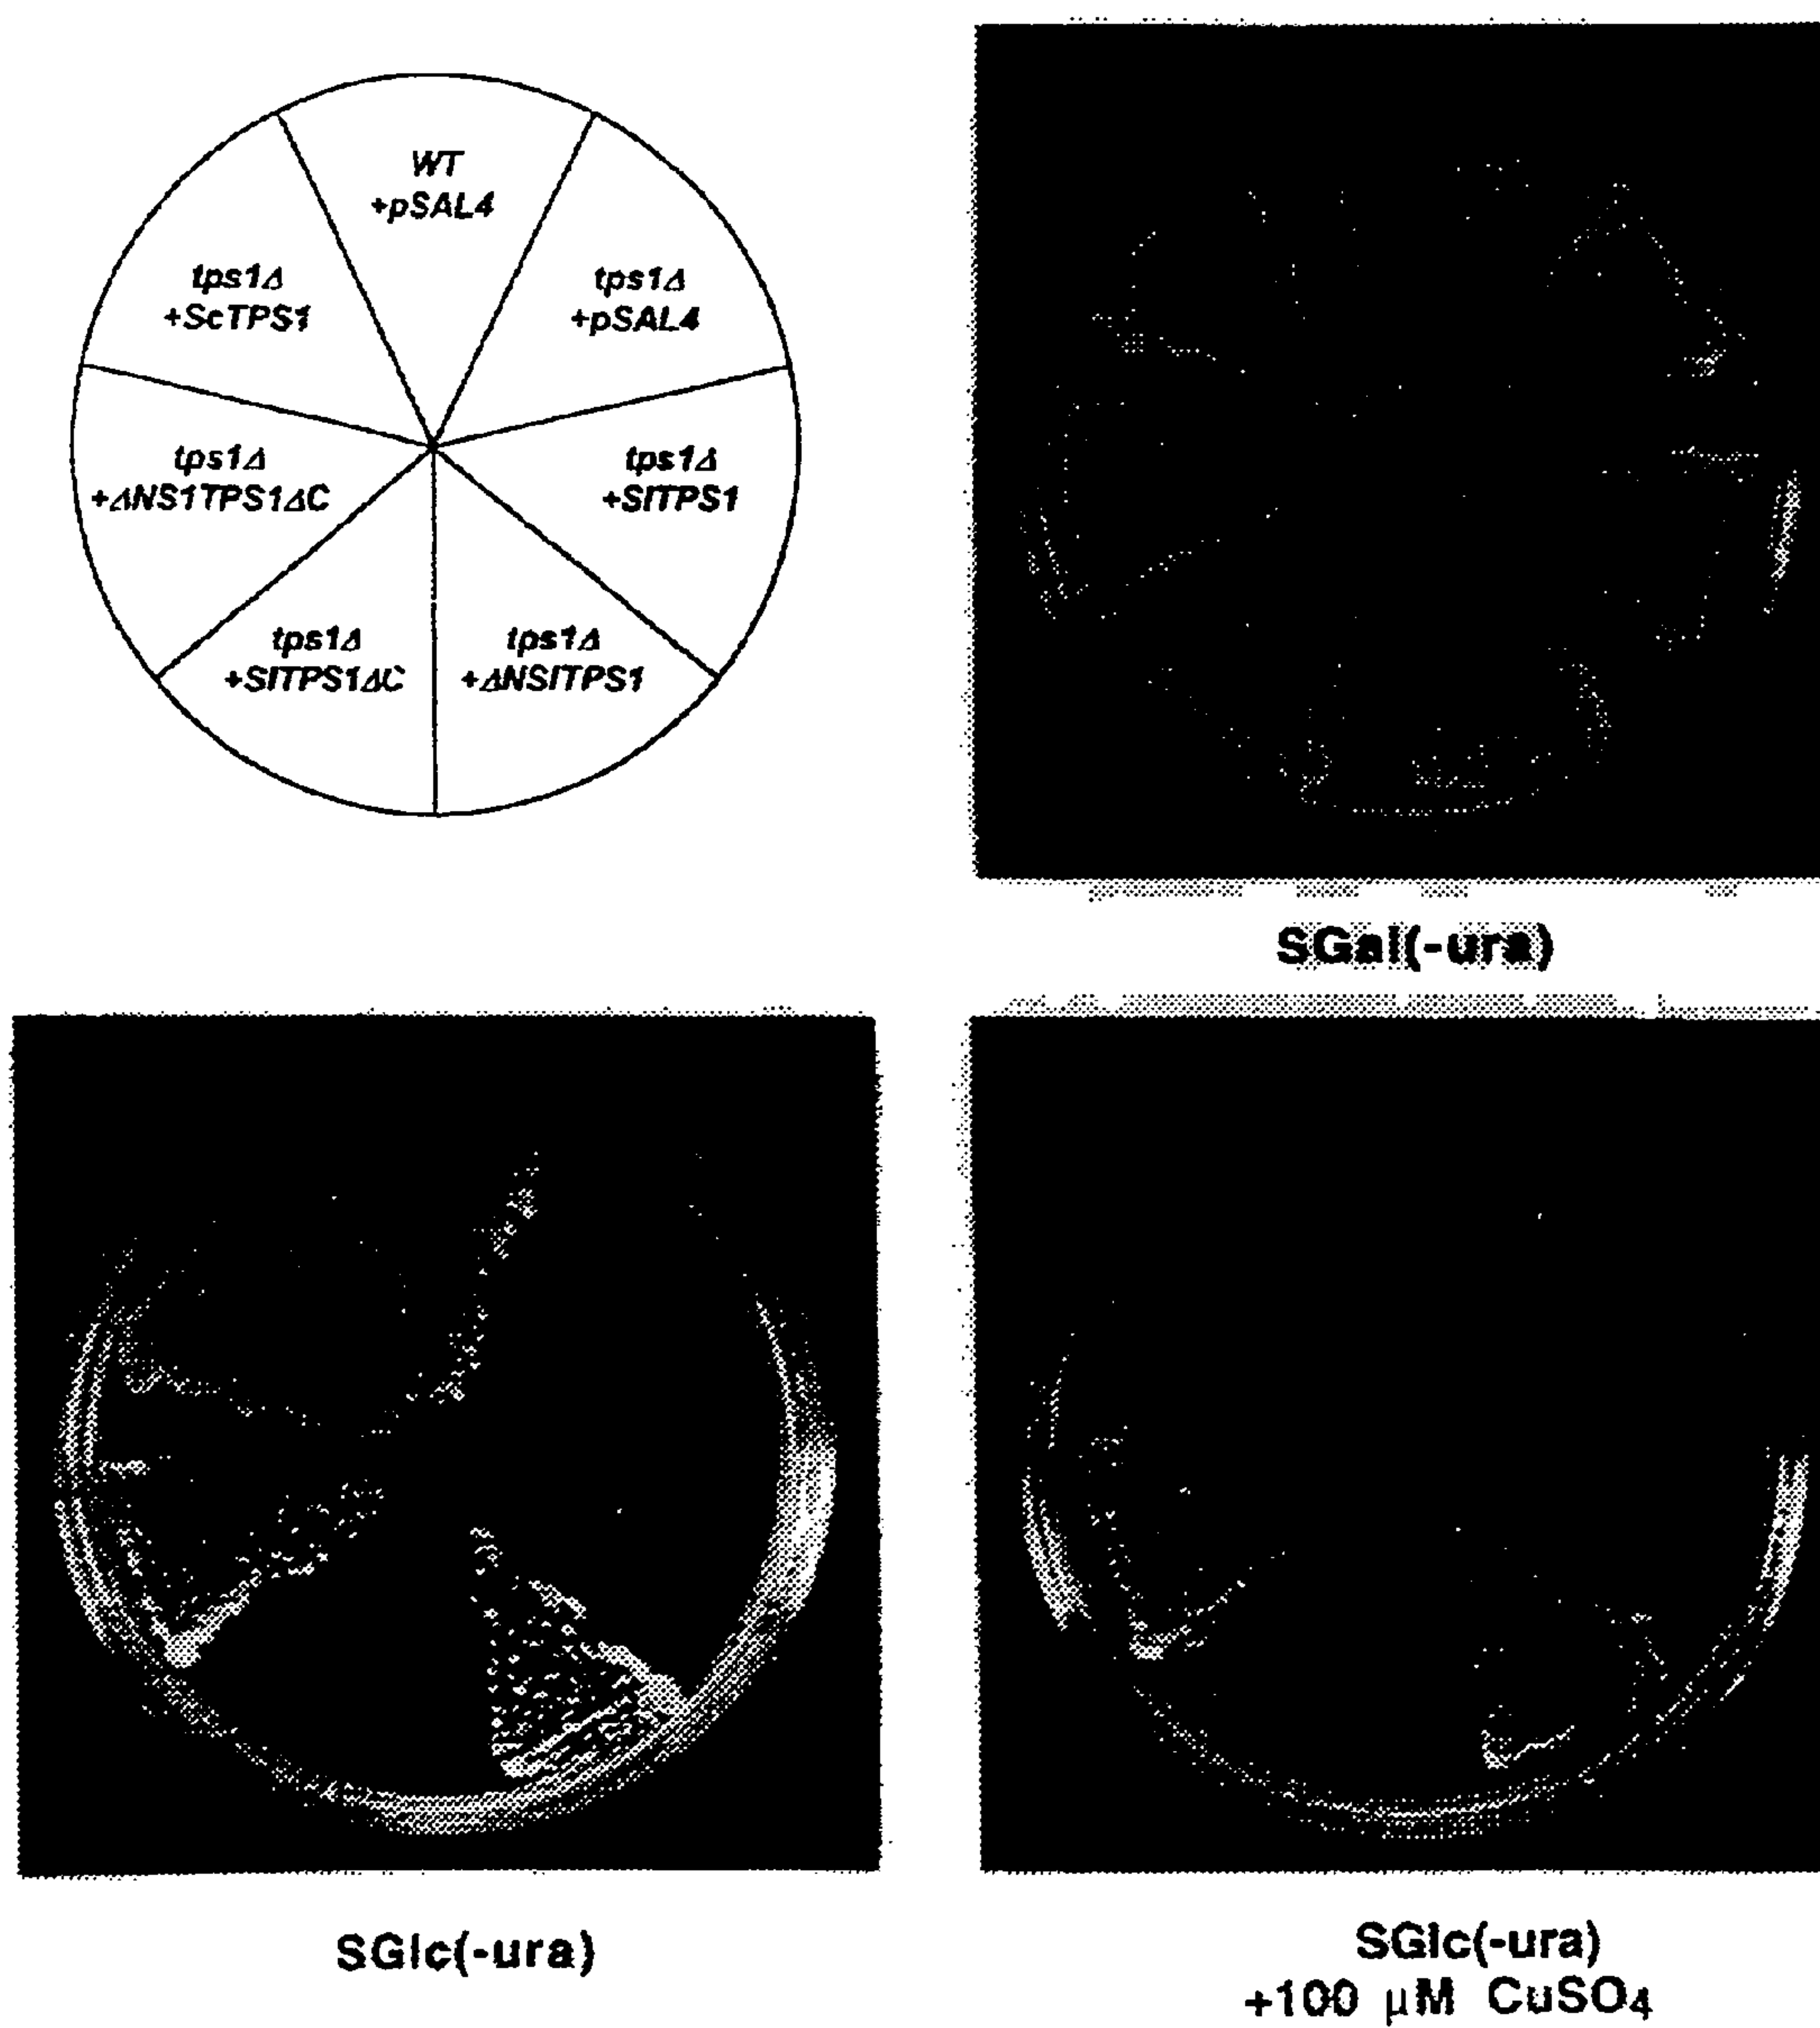 WT
+pSAL4
tps1Δ
+ScTPS1
tps1Δ
+pSAL4
tps1Δ
+ΔNS1TPS1ΔC
tps1Δ
+SlTPS1
tps1Δ
+SlTPS1ΔC
tps1Δ
+ΔNSlTPS1
SGal(-ura)
SGlc(-ura)
SGlc(-ura)
+100 μM CuSO4